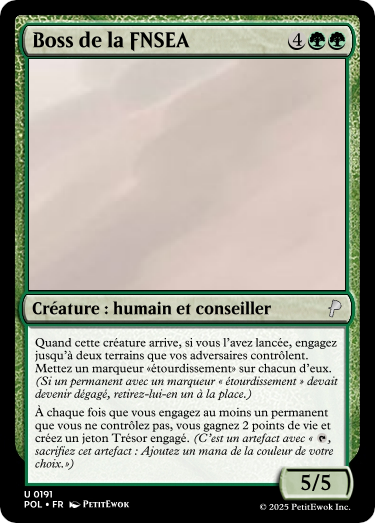 Boss de la FNSEA 4
Créature : humain et conseiller
Quand cette créature arrive, si vous l'avez lancée, engagez
jusqu'à deux terrains que vos adversaires contrôlent.
Mettez un marqueur «étourdissement» sur chacun d'eux.
(Si un permanent avec un marqueur « étourdissement » devait
devenir dégagé, retirez-lui-en un à la place.)
À chaque fois que vous engagez au moins un permanent
que vous ne contrôlez pas, vous gagnez 2 points de vie et
créez un jeton Trésor engagé. (C'est un artefact avec « ,
sacrifiez cet artefact : Ajoutez un mana de la couleur de votre
choix.»)
5/5
U 0191
POL • FR PetitEwok
© 2025 PetitEwok Inc.